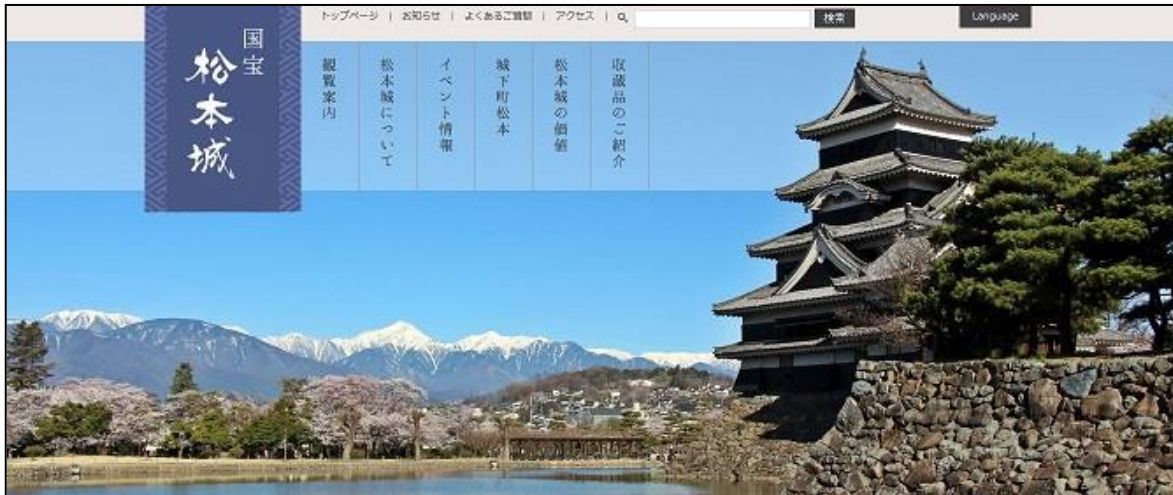 トップページ | お知らせ | よくあるご質問 | アクセス |
検索
Language
国宝
松本城
観覧案内
松本城について
イベント情報
城下町松本
松本城の価値
収蔵品のご紹介